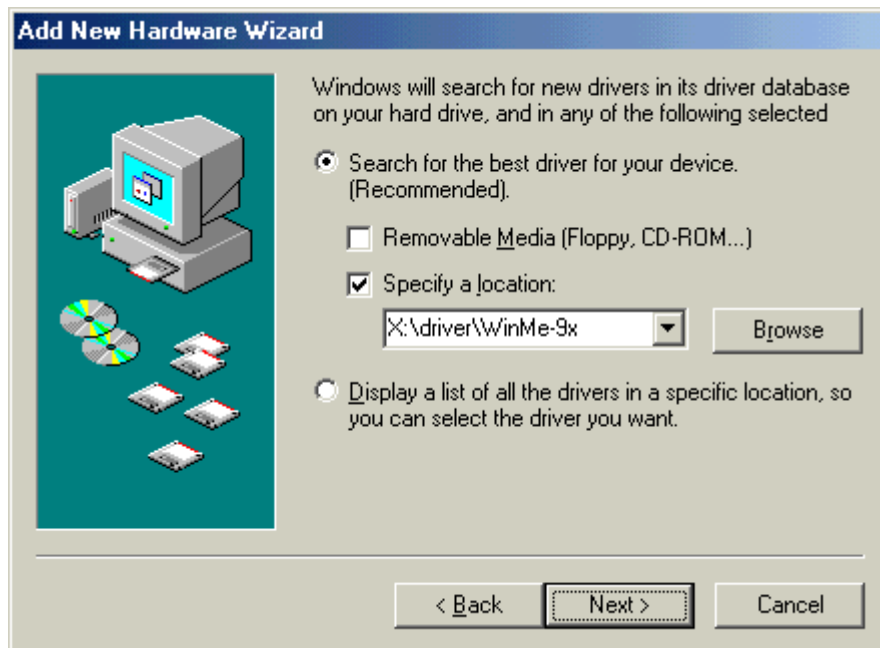 Add New Hardware Wizard
Windows will search for new drivers in its driver database
on your hard drive, and in any of the following selected
Search for the best driver for your device.
(Recommended).
Removable Media (Floppy, CD-ROM...)
Specify a location:
X:\driver\WinMe-9x
Browse
Display a list of all the drivers in a specific location, so
you can select the driver you want.
< Back
Next >
Cancel